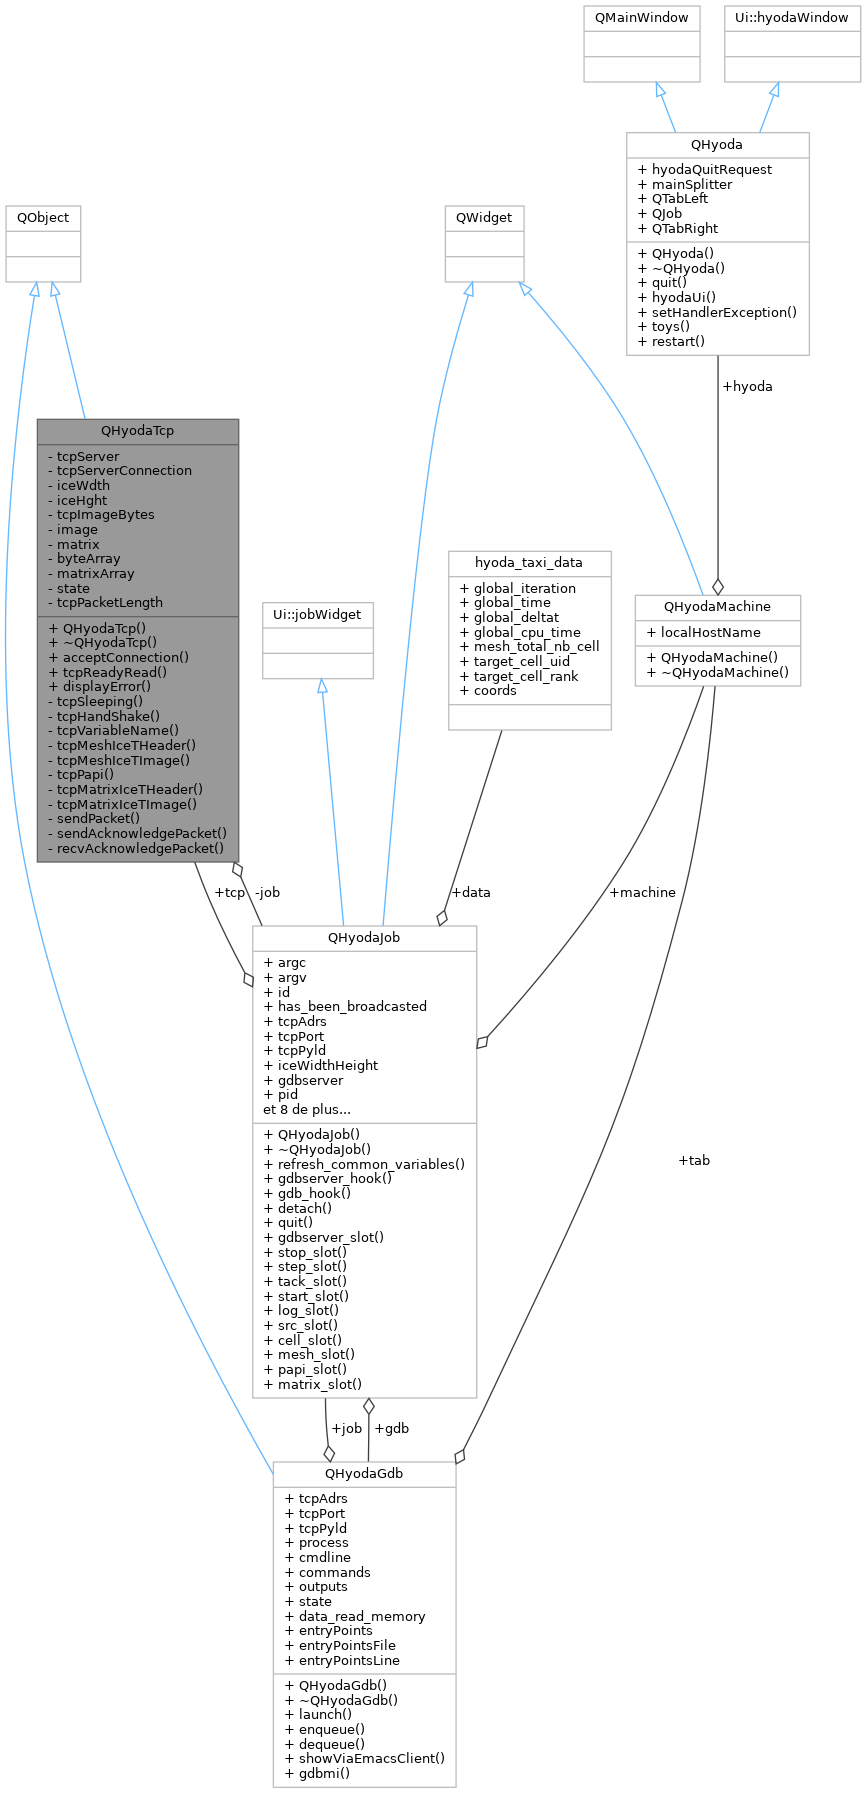 QMainWindow
Ui::hyodaWindow
QHyoda
+ hyodaQuitRequest
+ mainSplitter
+ QTabLeft
+ QJob
+ QTabRight
+ QHyoda()
+ ~QHyoda()
+ quit()
+ hyodaUi()
+ setHandlerException()
+ toys()
+ restart()
QObject
QWidget
+hyoda
QHyodaTcp
- tcpServer
- tcpServerConnection
- iceWdth
- iceHght
- tcpImageBytes
- image
- matrix
- byteArray
- matrixArray
- state
- tcpPacketLength
+ QHyodaTcp()
+ ~QHyodaTcp()
+ acceptConnection()
+ tcpReadyRead()
+ displayError()
- tcpSleeping()
- tcpHandShake()
- tcpVariableName()
- tcpMeshIceTHeader()
- tcpMeshIceTImage()
- tcpPapi()
- tcpMatrixIceTHeader()
- tcpMatrixIceTImage()
- sendPacket()
- sendAcknowledgePacket()
- recvAcknowledgePacket()
Ui::jobWidget
hyoda_taxi_data
+ global_iteration
+ global_time
+ global_deltat
+ global_cpu_time
+ mesh_total_nb_cell
+ target_cell_uid
+ target_cell_rank
+ coords
QHyodaMachine
+ localHostName
+ QHyodaMachine()
+ ~QHyodaMachine()
+tcp
-job
+data
+machine
QHyodaJob
+ argc
+ argv
+ id
+ has_been_broadcasted
+ tcpAdrs
+ tcpPort
+ tcpPyld
+ iceWidthHeight
+ gdbserver
+ pid
et 8 de plus...
+ QHyodaJob()
+ ~QHyodaJob()
+ refresh_common_variables()
+ gdbserver_hook()
+ gdb_hook()
+ detach()
+ quit()
+ gdbserver_slot()
+ stop_slot()
+ step_slot()
+ tack_slot()
+ start_slot()
+ log_slot()
+ src_slot()
+ cell_slot()
+ mesh_slot()
+ papi_slot()
+ matrix_slot()
+tab
+job
+gdb
QHyodaGdb
+ tcpAdrs
+ tcpPort
+ tcpPyld
+ process
+ cmdline
+ commands
+ outputs
+ state
+ data_read_memory
+ entryPoints
+ entryPointsFile
+ entryPointsLine
+ QHyodaGdb()
+ ~QHyodaGdb()
+ launch()
+ enqueue()
+ dequeue()
+ showViaEmacsClient()
+ gdbmi()